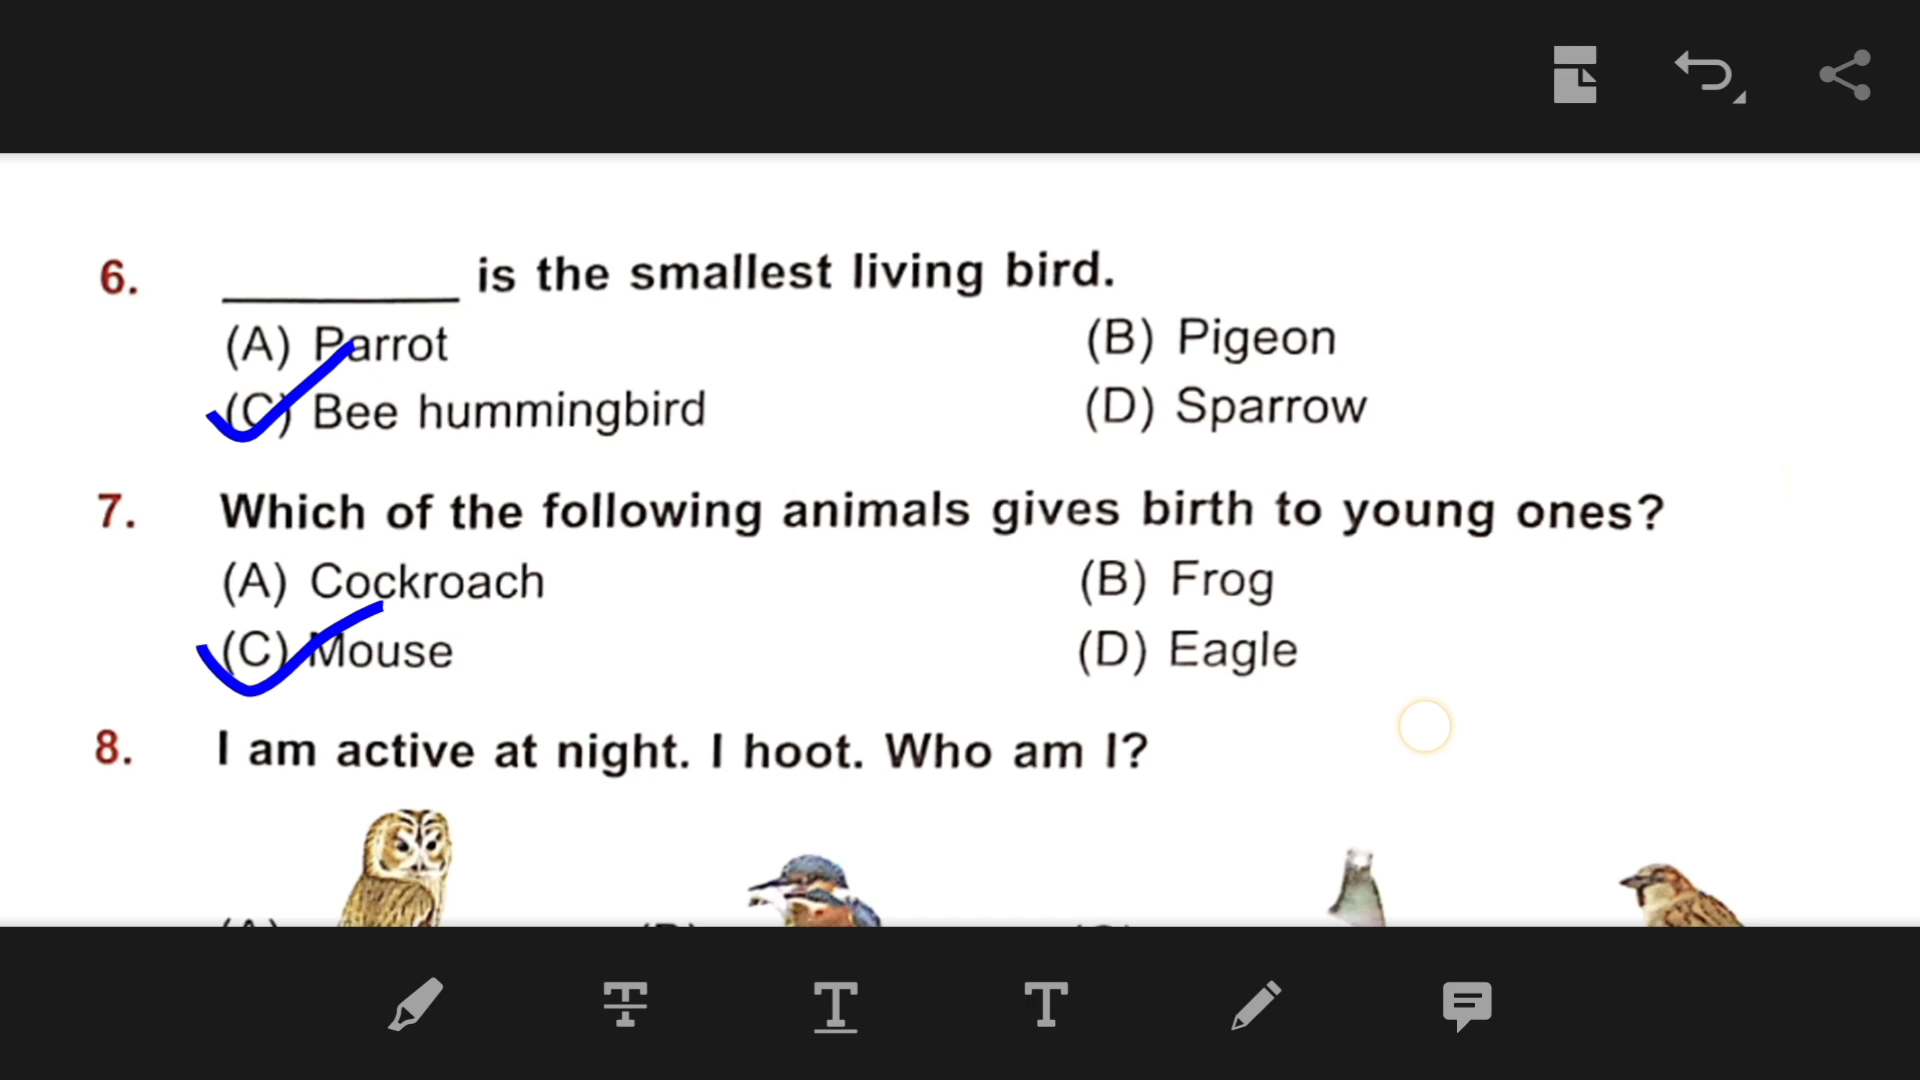 6. __________ is the smallest living bird.
(A) Parrot (B) Pigeon
(C) Bee hummingbird (D) Sparrow
7. Which of the following animals gives birth to young ones?
(A) Cockroach (B) Frog
(C) Mouse (D) Eagle
8. I am active at night. I hoot. Who am I?